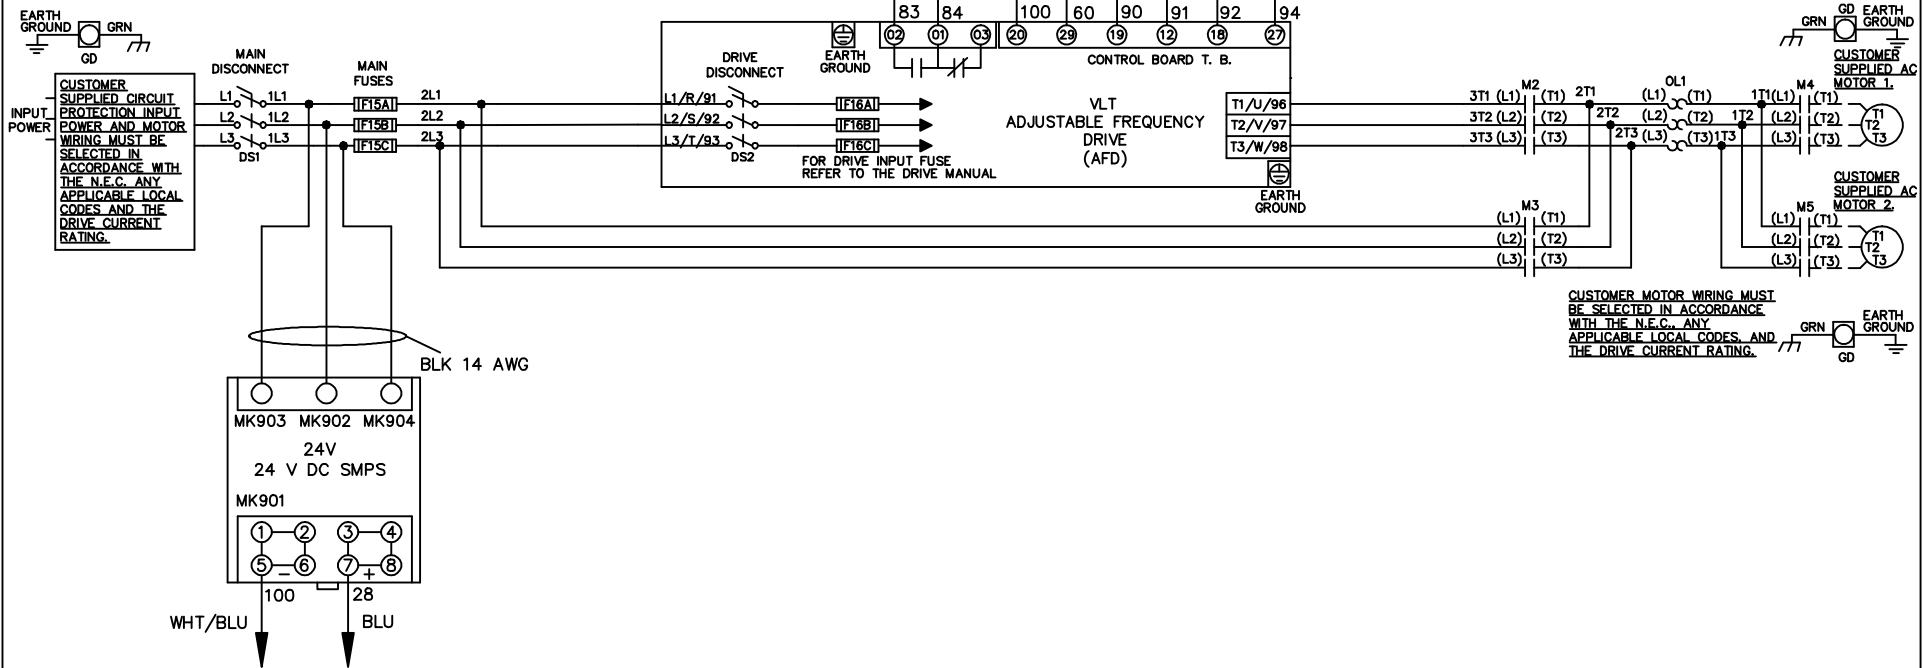 83 84 100 60 90 91 92 94
EARTH
GROUND GRN
GD
02 01 03 20 29 19 12 18 27
EARTH
GROUND
CONTROL BOARD T. B.
GD EARTH
GRN GROUND
MAIN
DISCONNECT
MAIN
FUSES
DRIVE
DISCONNECT
CUSTOMER
SUPPLIED AC
MOTOR 1.
INPUT
POWER
CUSTOMER
SUPPLIED CIRCUIT
PROTECTION INPUT
POWER AND MOTOR
WIRING MUST BE
SELECTED IN
ACCORDANCE WITH
THE N.E.C. ANY
APPLICABLE LOCAL
CODES AND THE
DRIVE CURRENT
RATING.
L1 1L1 F15A 2L1 L1/R/91 F16A
L2 1L2 F15B 2L2 L2/S/92 F16B
L3 1L3 F15C 2L3 L3/T/93 F16C
DS1
DS2
FOR DRIVE INPUT FUSE
REFER TO THE DRIVE MANUAL
VLT
ADJUSTABLE FREQUENCY
DRIVE
(AFD)
T1/U/96
T2/V/97
T3/W/98
EARTH
GROUND
M2 OL1 M4
3T1 (L1) (T1) 2T1 (L1) (T1) 1T1 (L1) (T1) T1
3T2 (L2) (T2) 2T2 (L2) (T2) 1T2 (L2) (T2) T2
3T3 (L3) (T3) 2T3 (L3) (T3) 1T3 (L3) (T3) T3
CUSTOMER
SUPPLIED AC
MOTOR 2.
M3 M5
(L1) (T1) (L1) (T1) T1
(L2) (T2) (L2) (T2) T2
(L3) (T3) (L3) (T3) T3
CUSTOMER MOTOR WIRING MUST
BE SELECTED IN ACCORDANCE
WITH THE N.E.C., ANY
APPLICABLE LOCAL CODES, AND
THE DRIVE CURRENT RATING.
EARTH
GRN GROUND
GD
BLK 14 AWG
MK903 MK902 MK904
24V
24 V DC SMPS
MK901
1 2 3 4
5 6 7 8
− +
100 28
WHT/BLU BLU